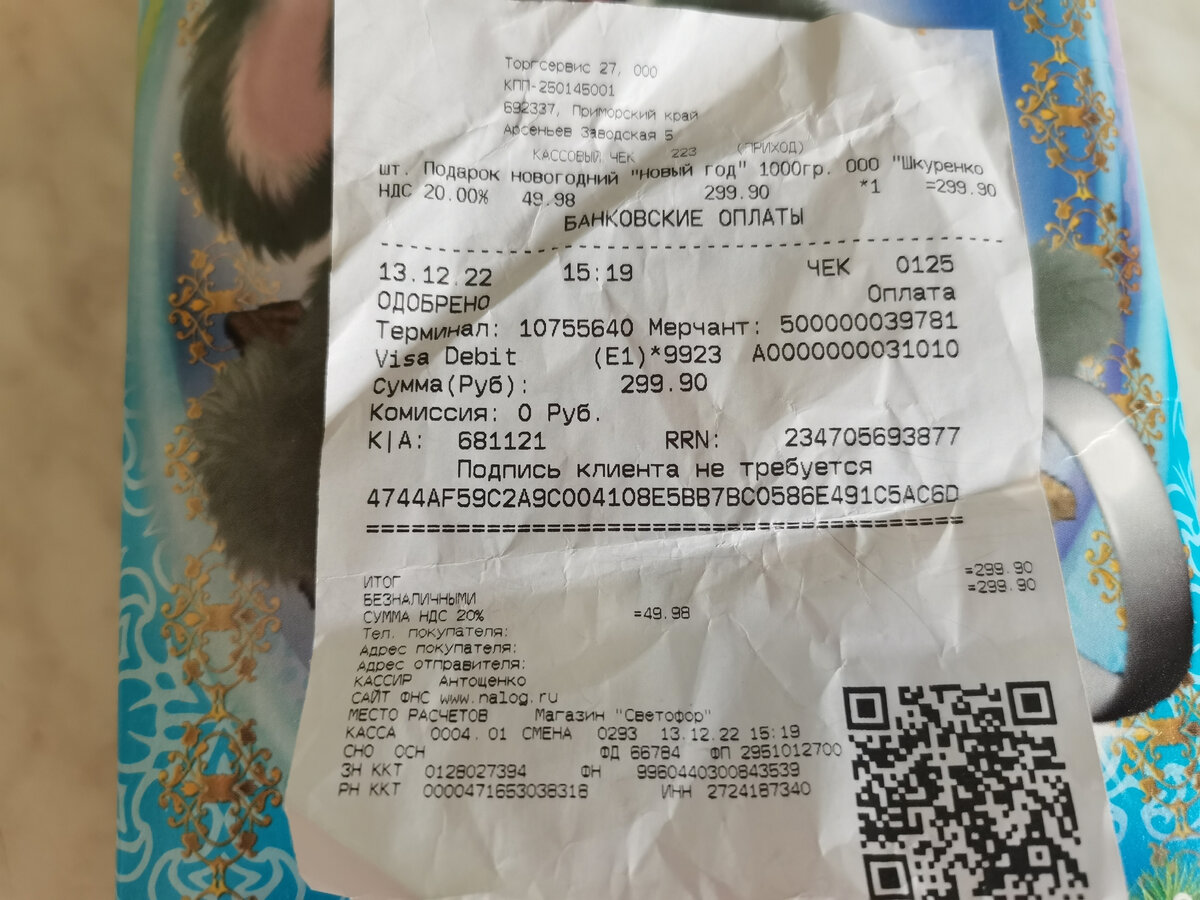 Торгсервис 27, ООО
КПП-250145001
692337, Приморский край
Арсеньев Заводская 5
КАССОВЫЙ ЧЕК 223 (ПРИХОД)
шт. Подарок новогодний "новый год" 1000гр. ООО "Шкуренко
НДС 20.00% 49.98 299.90 *1 =299.90
БАНКОВСКИЕ ОПЛАТЫ
13.12.22 15:19 ЧЕК 0125
ОДОБРЕНО Оплата
Терминал: 10755640 Мерчант: 500000039781
Visa Debit (E1)*9923 A0000000031010
Сумма(Руб): 299.90
Комиссия: 0 Руб.
К|А: 681121 RRN: 234705693877
Подпись клиента не требуется
4744AF59C2A9C004108E5BB7BC0586E491C5AC6D
==================================================
ИТОГ =299.90
БЕЗНАЛИЧНЫМИ =299.90
СУММА НДС 20% =49.98
Тел. покупателя:
Адрес покупателя:
Адрес отправителя:
КАССИР Антощенко
САЙТ ФНС www.nalog.ru
МЕСТО РАСЧЕТОВ Магазин "Светофор"
КАССА 0004.01 СМЕНА 0293 13.12.22 15:19
СНО ОСН ФД 66784 ФП 2951012700
ЗН ККТ 0128027394 ФН 9960440300843539
РН ККТ 0000471653038318 ИНН 2724187340